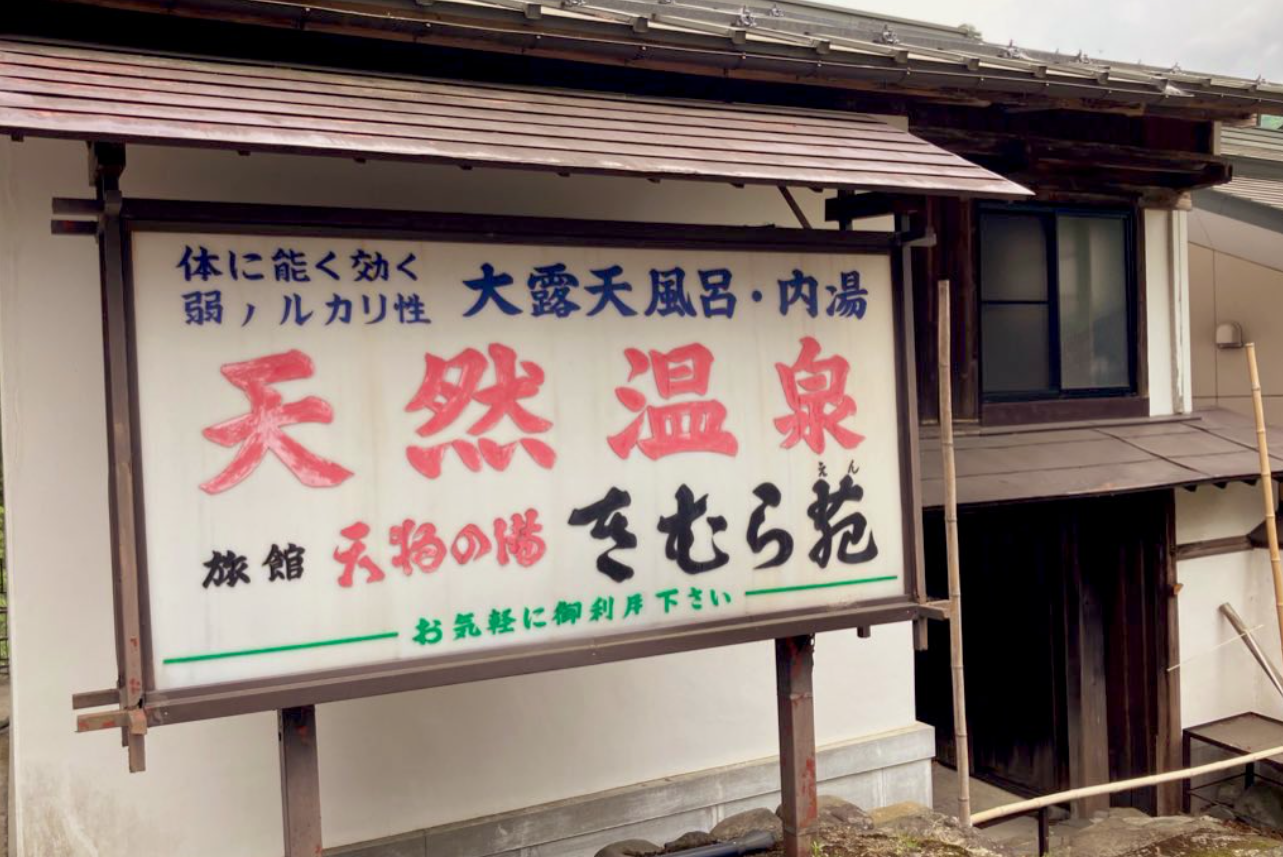 体に能く効く
弱ノルカリ性
大露天風呂・内湯
天然温泉
旅館 天狗の湯
えん
きむら苑
お気軽に御利用下さい